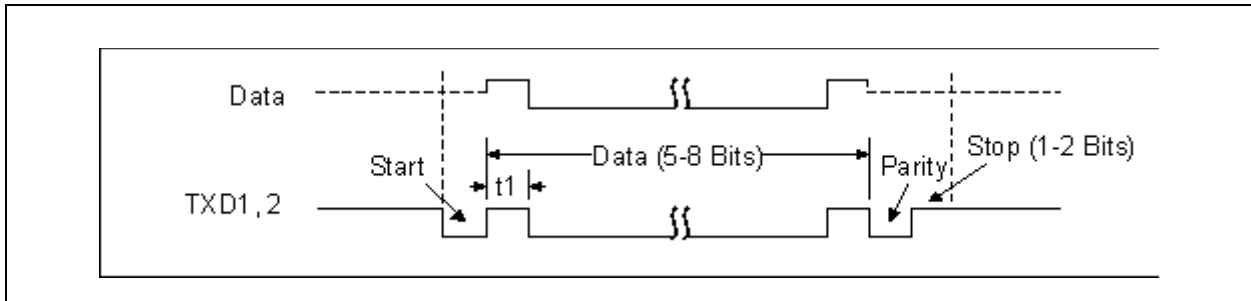 Data
Start
Data (5-8 Bits)
Stop (1-2 Bits)
Parity
t1
TXD1, 2